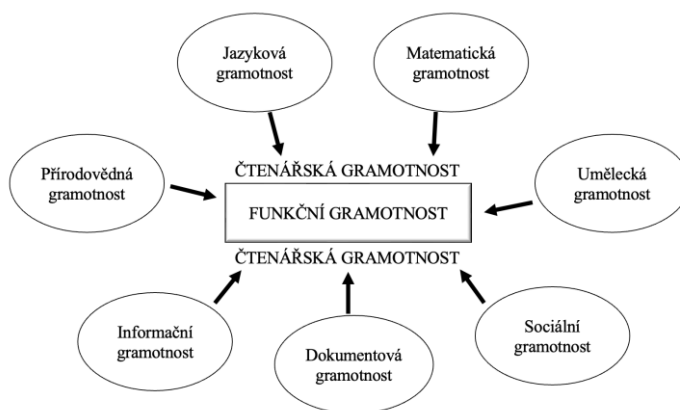 Jazyková
gramotnost
Matematická
gramotnost
ČTENÁŘSKÁ GRAMOTNOST
Přírodovědná
gramotnost
FUNKČNÍ GRAMOTNOST
Umělecká
gramotnost
ČTENÁŘSKÁ GRAMOTNOST
Informační
gramotnost
Dokumentová
gramotnost
Sociální
gramotnost